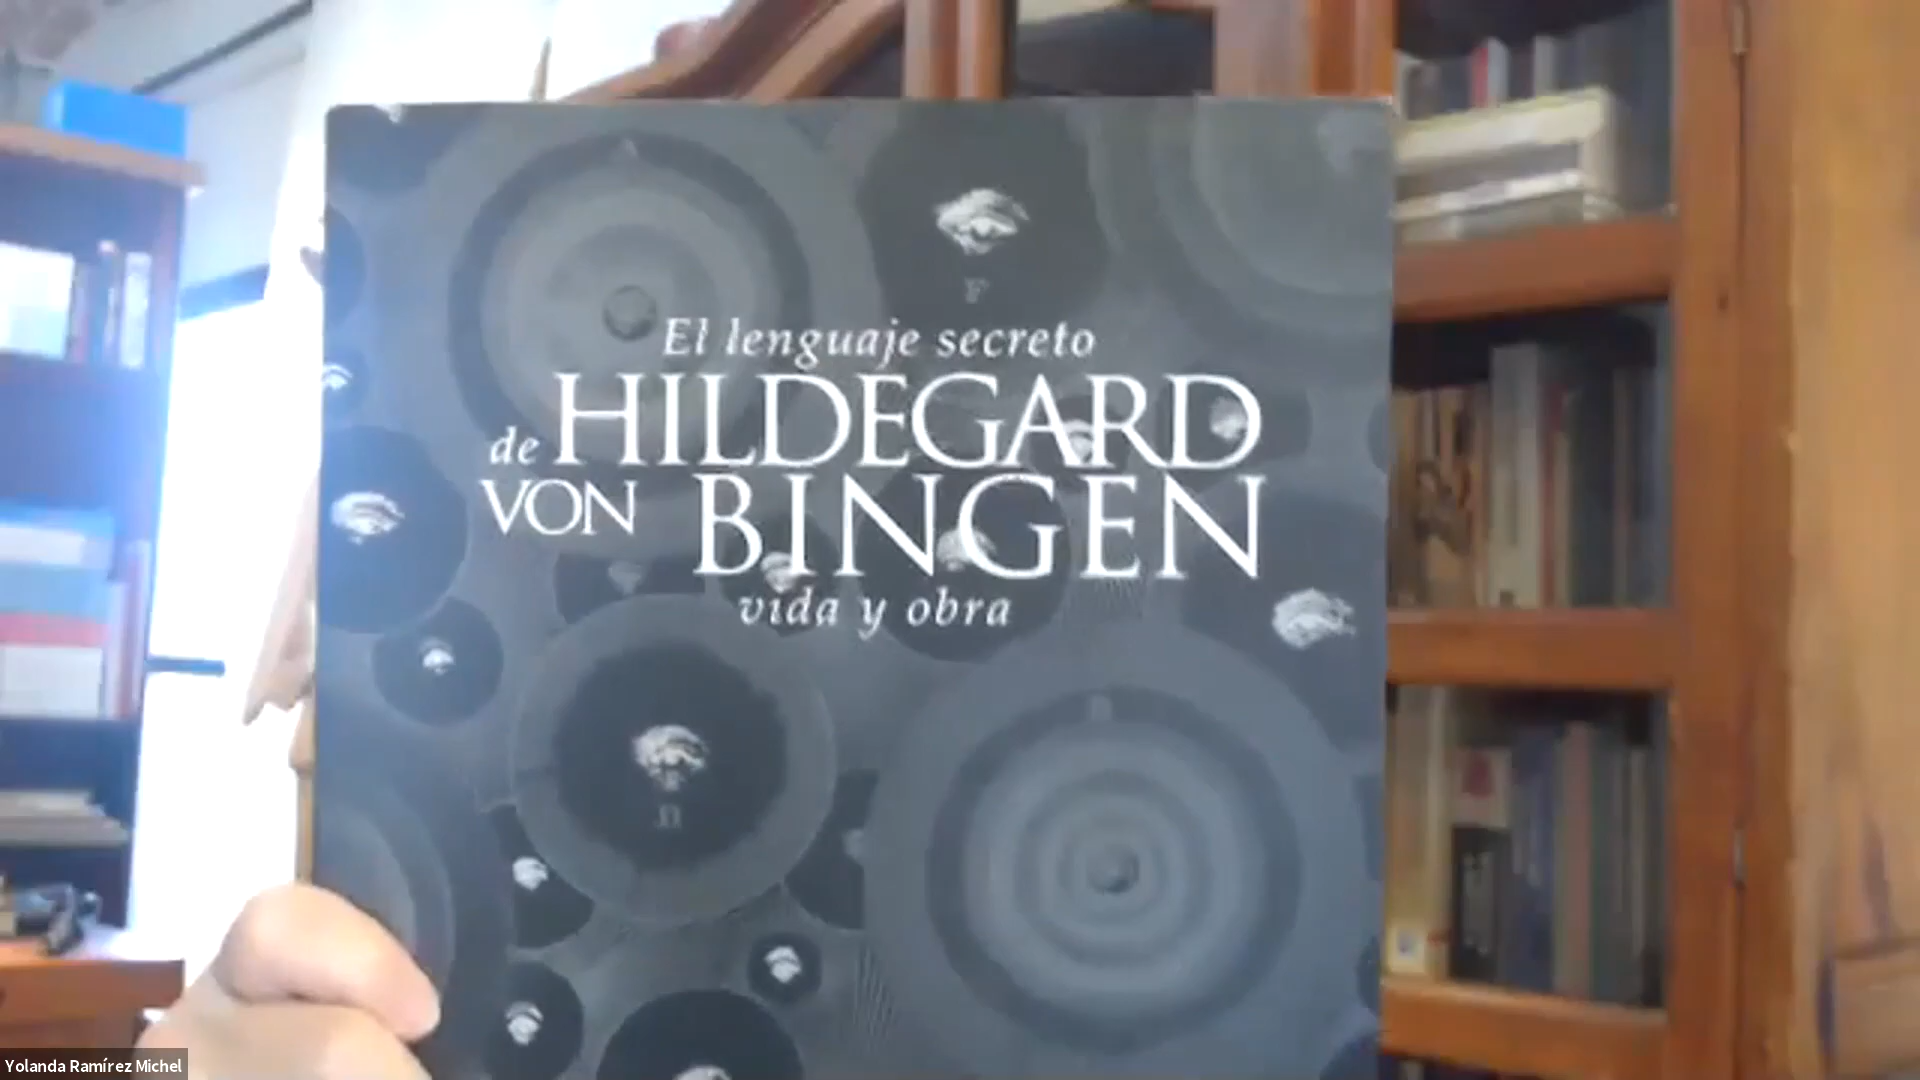 El lenguaje secreto
de HILDEGARD
VON BINGEN
vida y obra
F
D
Yolanda Ramírez Michel